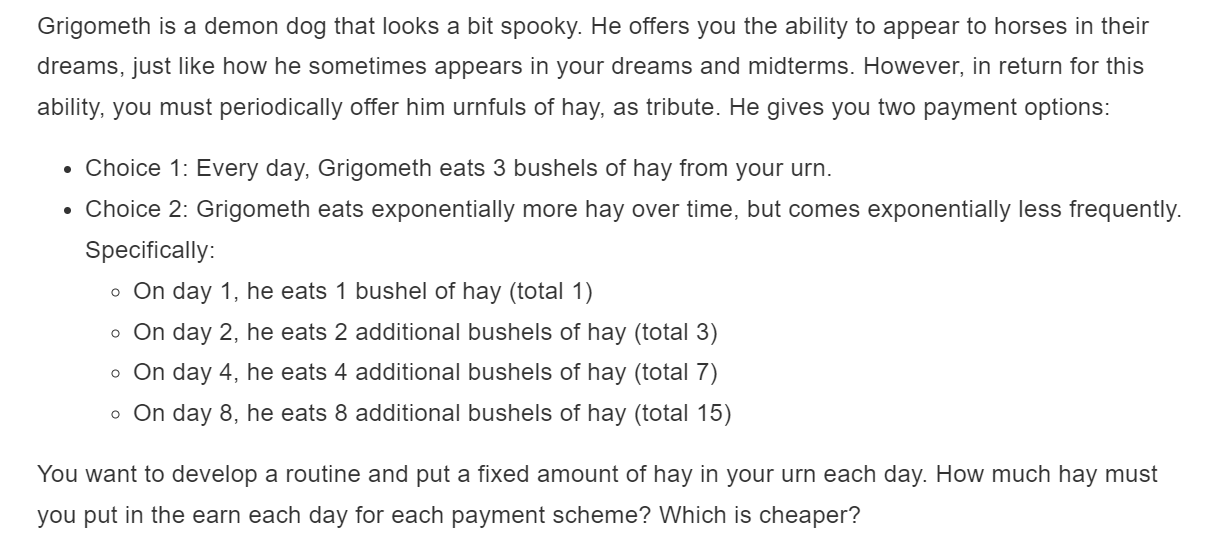 Grigometh is a demon dog that looks a bit spooky. He offers you the ability to appear to horses in their
dreams, just like how he sometimes appears in your dreams and midterms. However, in return for this
ability, you must periodically offer him urnfuls of hay, as tribute. He gives you two payment options:
• Choice 1: Every day, Grigometh eats 3 bushels of hay from your urn.
• Choice 2: Grigometh eats exponentially more hay over time, but comes exponentially less frequently.
Specifically:
◦ On day 1, he eats 1 bushel of hay (total 1)
◦ On day 2, he eats 2 additional bushels of hay (total 3)
◦ On day 4, he eats 4 additional bushels of hay (total 7)
◦ On day 8, he eats 8 additional bushels of hay (total 15)
You want to develop a routine and put a fixed amount of hay in your urn each day. How much hay must
you put in the earn each day for each payment scheme? Which is cheaper?